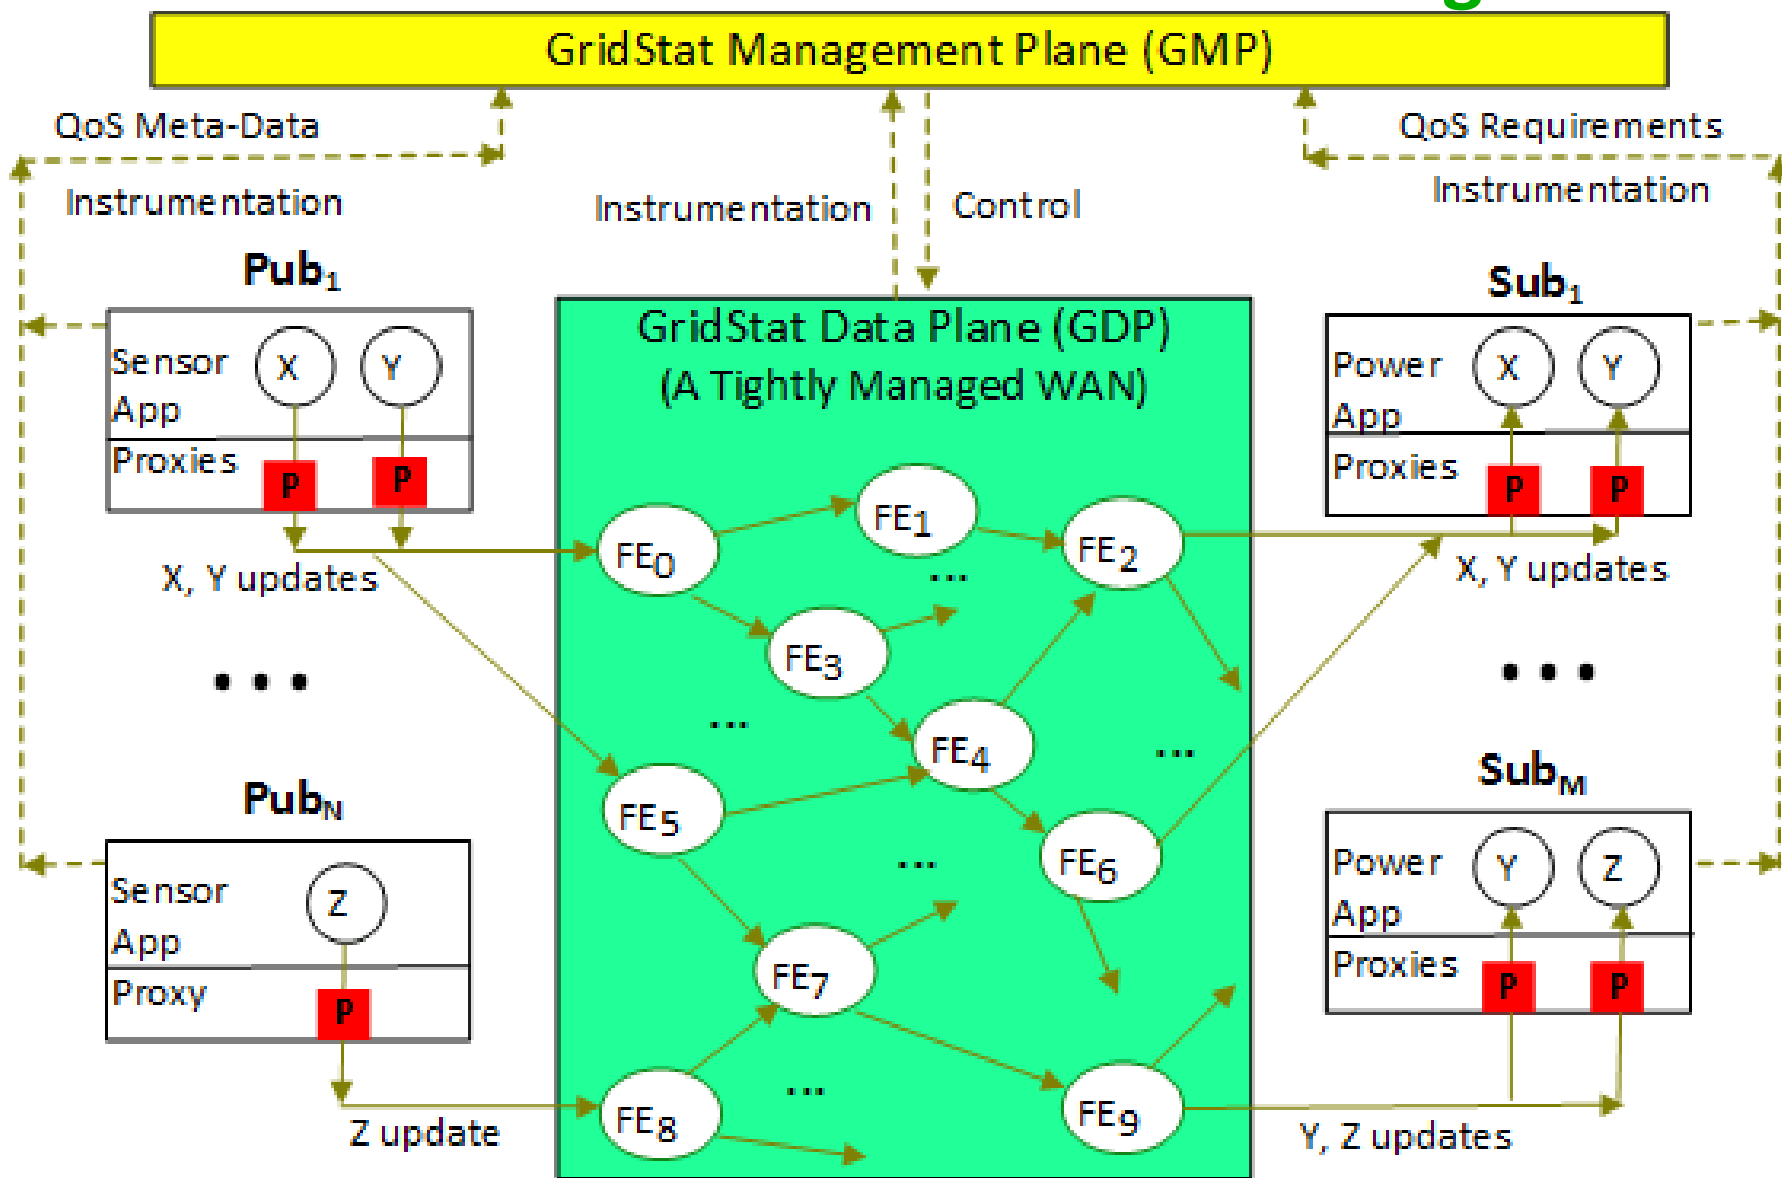 g
GridStat Management Plane (GMP)
QoS Meta-Data
QoS Requirements
Instrumentation
Instrumentation
Control
Instrumentation
Pub1
Sub1
GridStat Data Plane (GDP)
(A Tightly Managed WAN)
Sensor
App
X
Y
Proxies
P
P
Power
App
X
Y
Proxies
P
P
X, Y updates
X, Y updates
FE0
FE1
FE2
...
FE3
...
FE4
...
FE5
FE6
...
FE7
...
FE8
FE9
• • •
• • •
PubN
SubM
Sensor
App
Z
Proxy
P
Power
App
Y
Z
Proxies
P
P
Z update
Y, Z updates